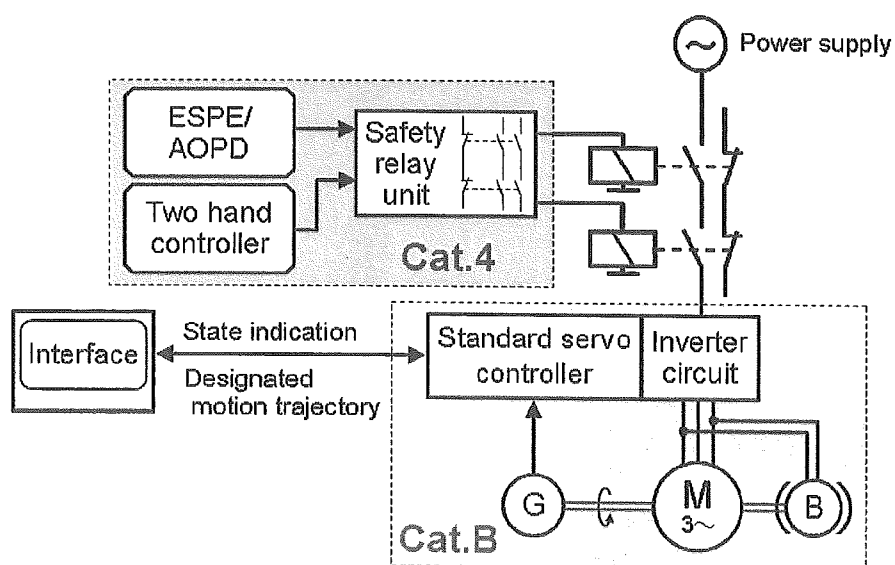 ~
Power supply
ESPE/
AOPD
Safety
relay
unit
Two hand
controller
Cat.4
Interface
State indication
Designated
motion trajectory
Standard servo
controller
Inverter
circuit
G
M
3~
B
Cat.B